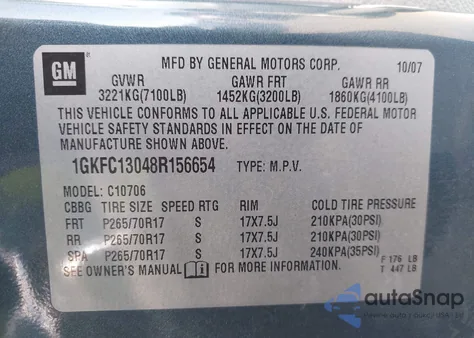 GM MFD BY GENERAL MOTORS CORP. 10/07
GVWR GAWR FRT GAWR RR
3221KG(7100LB) 1452KG(3200LB) 1860KG(4100LB)
THIS VEHICLE CONFORMS TO ALL APPLICABLE U.S. FEDERAL MOTOR
VEHICLE SAFETY STANDARDS IN EFFECT ON THE DATE OF
MANUFACTURE SHOWN ABOVE.
1GKFC13048R156654 TYPE: M.P.V.
MODEL: C10706
CBBG TIRE SIZE SPEED RTG RIM COLD TIRE PRESSURE
FRT P265/70R17 S 17X7.5J 210KPA(30PSI)
RR P265/70R17 S 17X7.5J 210KPA(30PSI)
SPA P265/70R17 S 17X7.5J 240KPA(35PSI)
SEE OWNER'S MANUAL FOR MORE INFORMATION. F 176 LB
T 447 LB
autoSnap